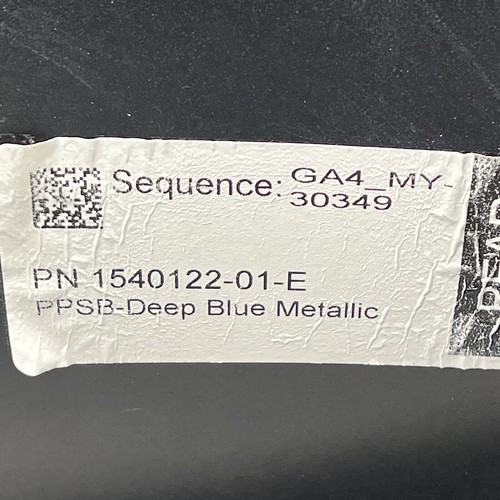 Sequence: GA4_MY-
30349
PN 1540122-01-E
PPSB-Deep Blue Metallic